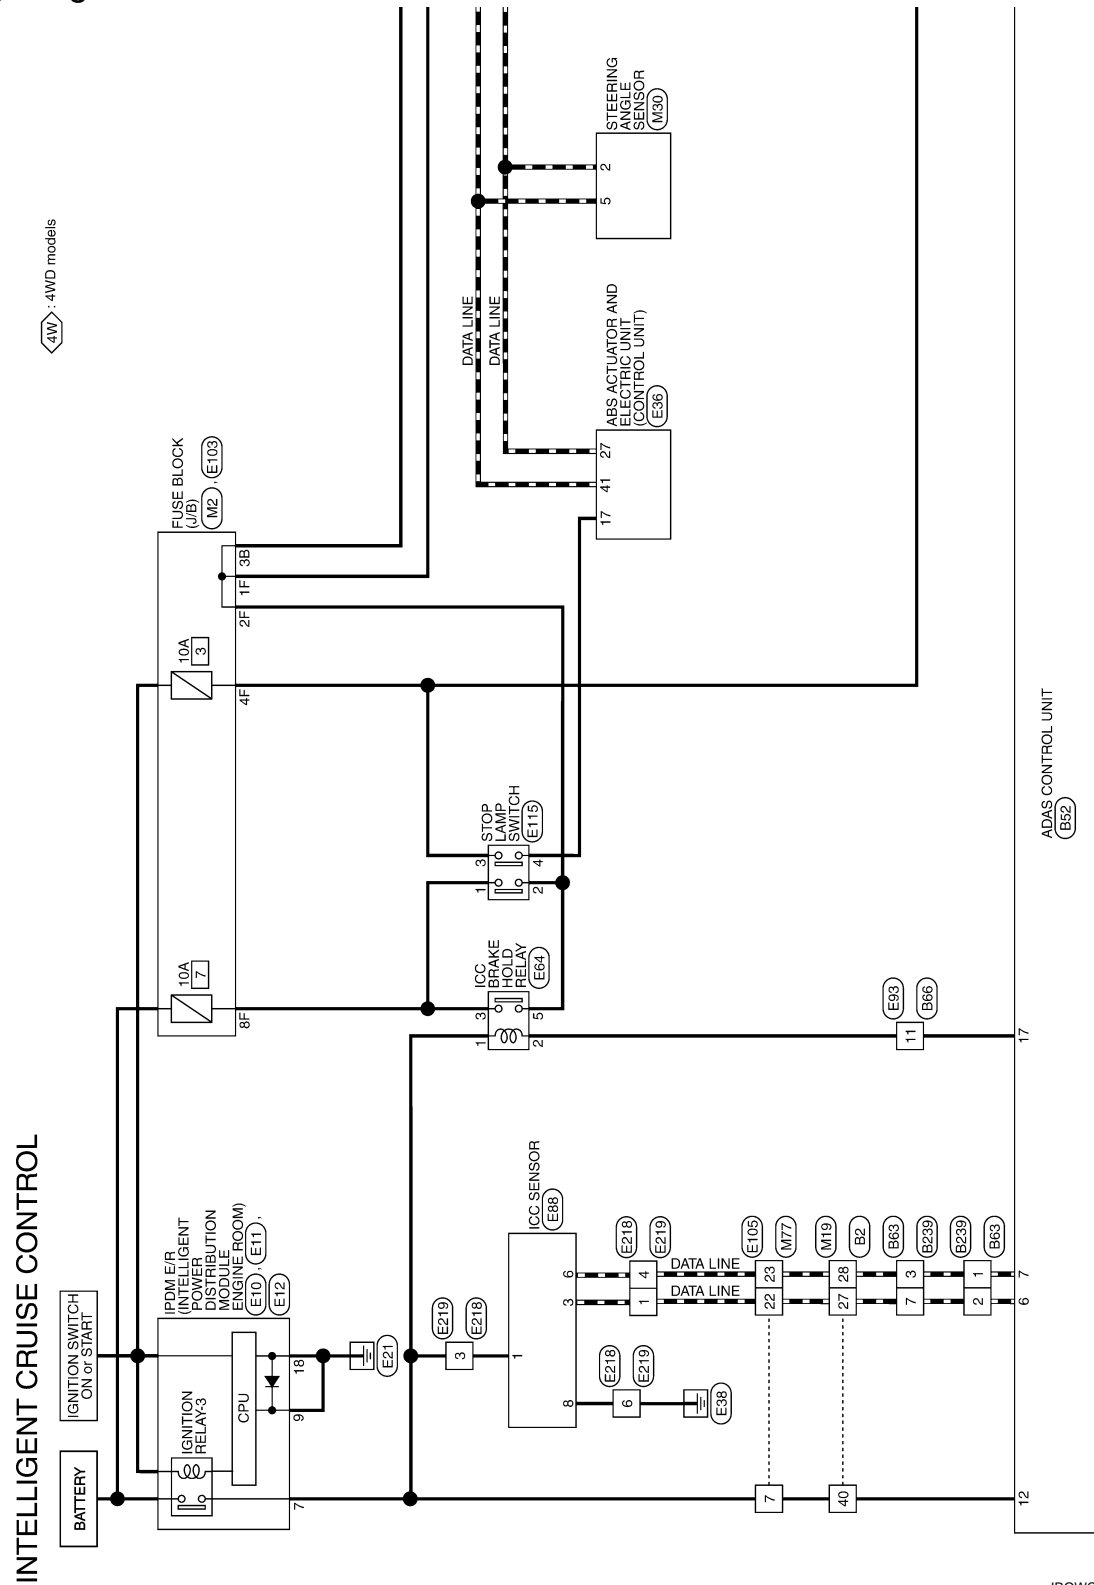 INTELLIGENT CRUISE CONTROL
4W : 4WD models
BATTERY
IGNITION SWITCH
ON or START
IPDM E/R
(INTELLIGENT
POWER
DISTRIBUTION
MODULE
ENGINE ROOM)
E10 , E11 ,
E12
IGNITION
RELAY-3
CPU
7
9
18
E21
FUSE BLOCK
(J/B)
M2 , E103
10A
7
10A
3
8F
4F
2F
1F
3B
ICC
BRAKE
HOLD
RELAY
E64
1
3
2
5
STOP
LAMP
SWITCH
E115
1
3
2
4
DATA LINE
DATA LINE
ABS ACTUATOR AND
ELECTRIC UNIT
(CONTROL UNIT)
E36
17
41
27
STEERING
ANGLE
SENSOR
M30
5
2
E219
E218
3
ICC SENSOR
E88
1
8
3
6
E218
E219
6
E38
E218
E219
1
4
DATA LINE
DATA LINE
E105
M77
7
22
23
M19
B2
40
27
28
B63
B239
7
3
B239
B63
2
1
E93
B66
11
12
6
7
17
ADAS CONTROL UNIT
B52